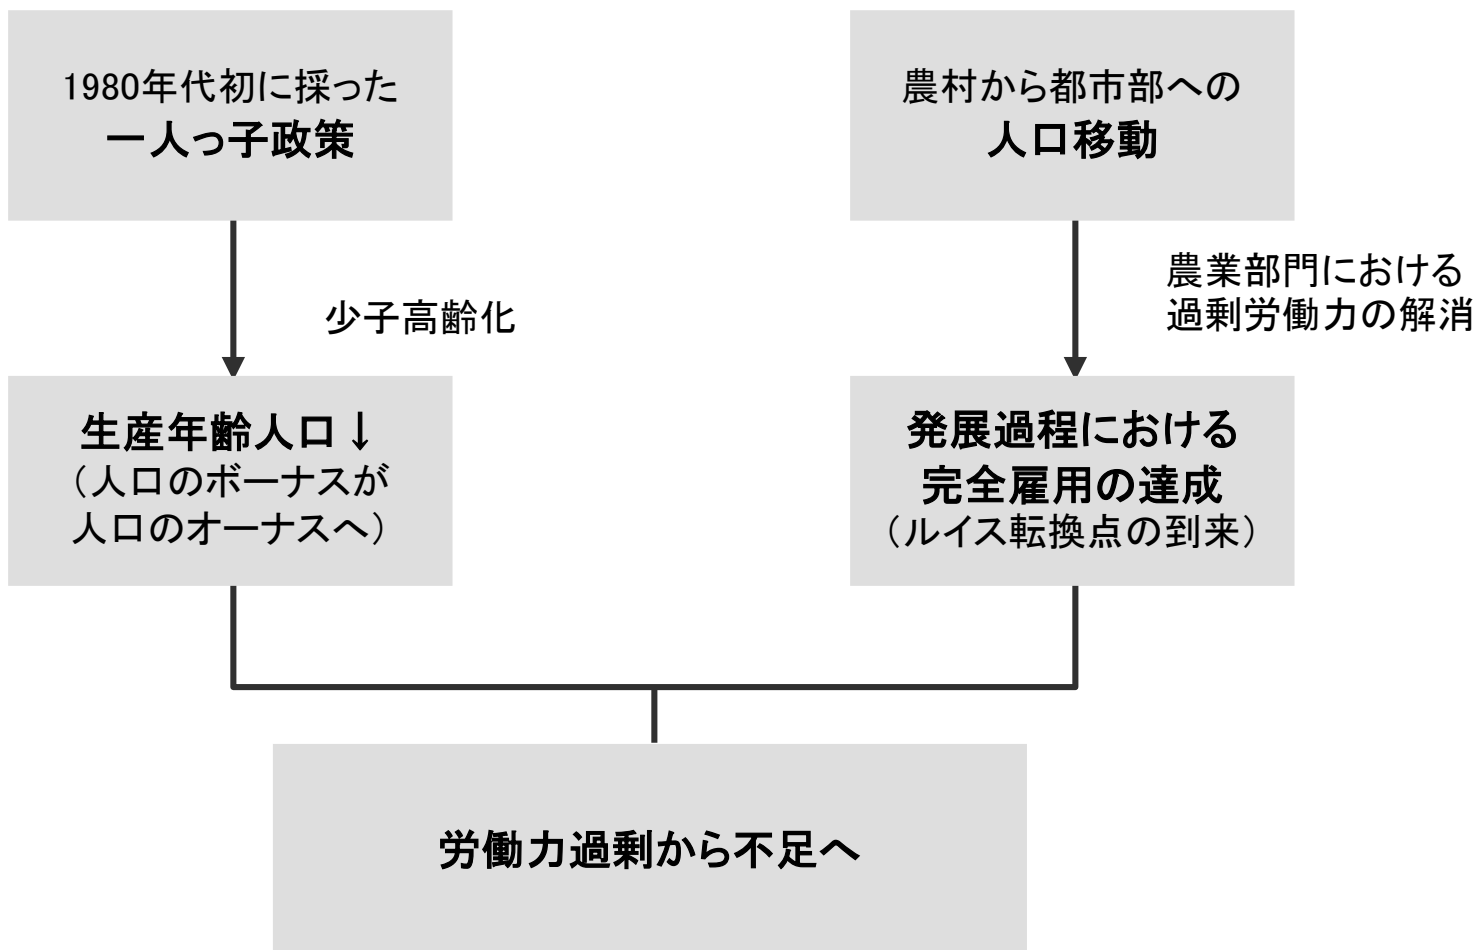 1980年代初に採った
一人っ子政策
農村から都市部への
人口移動
少子高齢化
農業部門における
過剰労働力の解消
生産年齢人口↓
（人口のボーナスが
人口のオーナスへ）
発展過程における
完全雇用の達成
（ルイス転換点の到来）
労働力過剰から不足へ